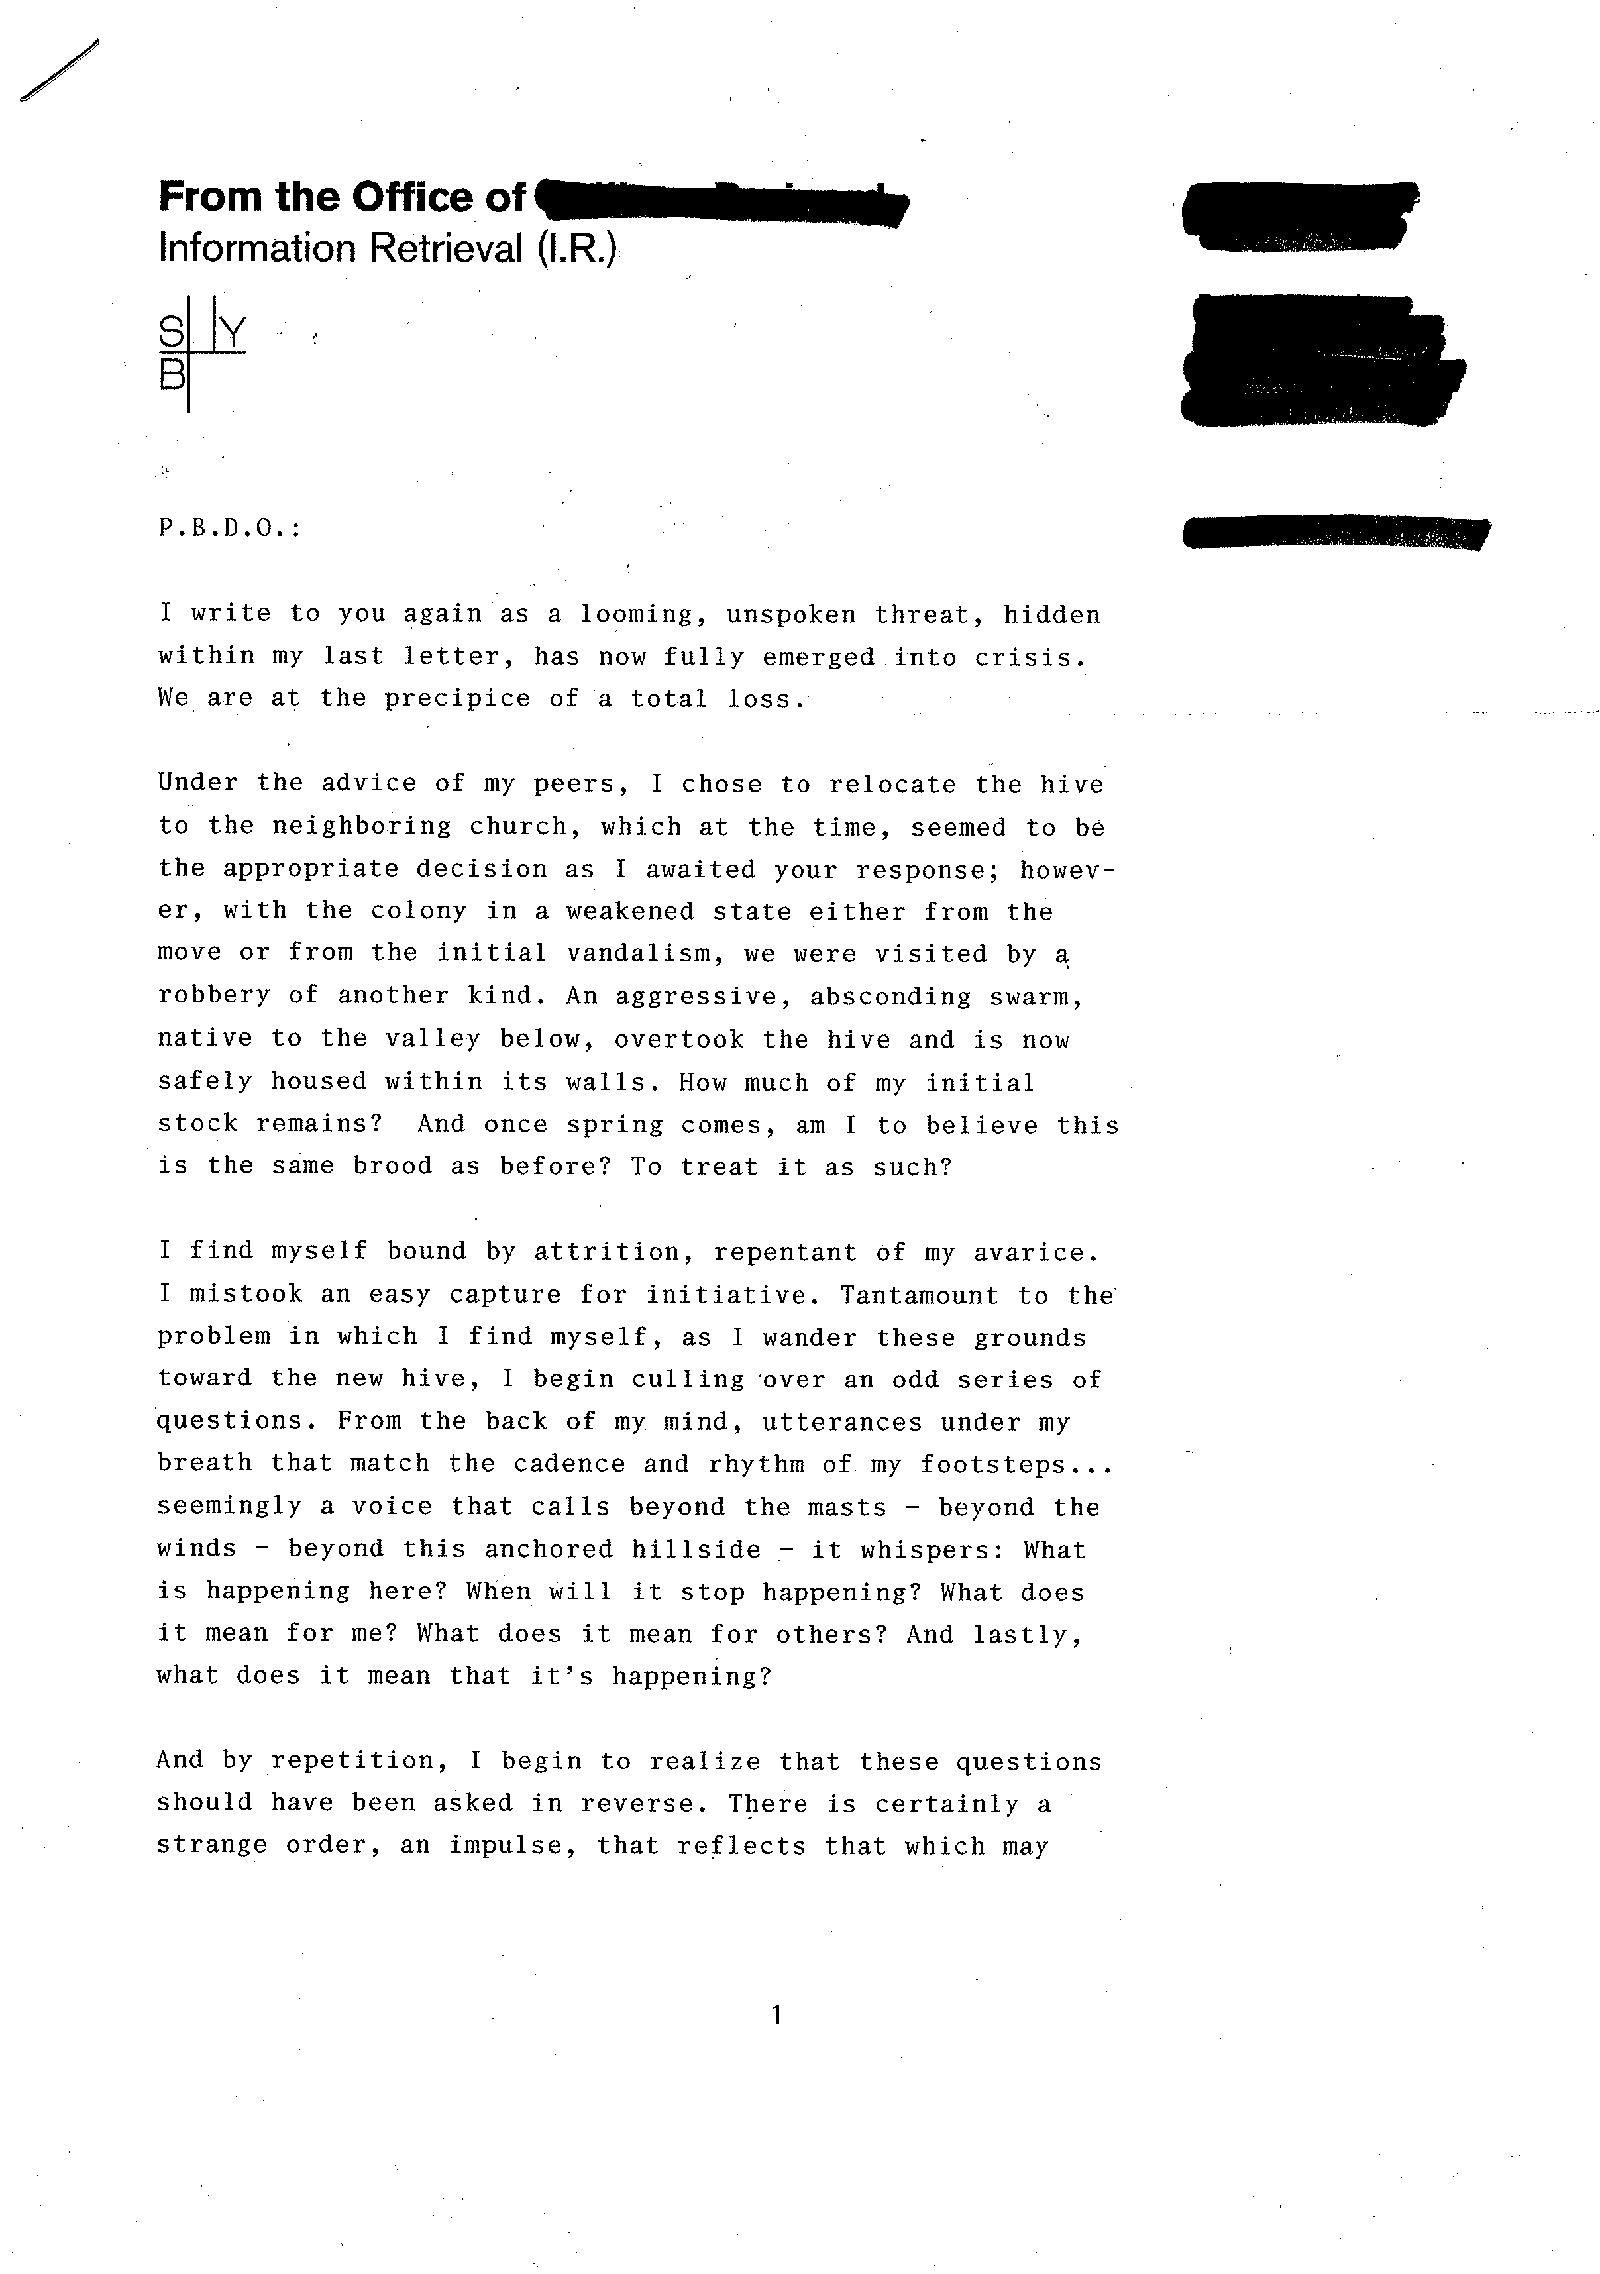 From the Office of
Information Retrieval (I.R.)
S Y
B
P.B.D.O.:
I write to you again as a looming, unspoken threat, hidden
within my last letter, has now fully emerged into crisis.
We are at the precipice of a total loss.
Under the advice of my peers, I chose to relocate the hive
to the neighboring church, which at the time, seemed to be
the appropriate decision as I awaited your response; howev-
er, with the colony in a weakened state either from the
move or from the initial vandalism, we were visited by a
robbery of another kind. An aggressive, absconding swarm,
native to the valley below, overtook the hive and is now
safely housed within its walls. How much of my initial
stock remains?  And once spring comes, am I to believe this
is the same brood as before? To treat it as such?
I find myself bound by attrition, repentant of my avarice.
I mistook an easy capture for initiative. Tantamount to the
problem in which I find myself, as I wander these grounds
toward the new hive, I begin culling over an odd series of
questions. From the back of my mind, utterances under my
breath that match the cadence and rhythm of my footsteps...
seemingly a voice that calls beyond the masts - beyond the
winds - beyond this anchored hillside - it whispers: What
is happening here? When will it stop happening? What does
it mean for me? What does it mean for others? And lastly,
what does it mean that it's happening?
And by repetition, I begin to realize that these questions
should have been asked in reverse. There is certainly a
strange order, an impulse, that reflects that which may
1